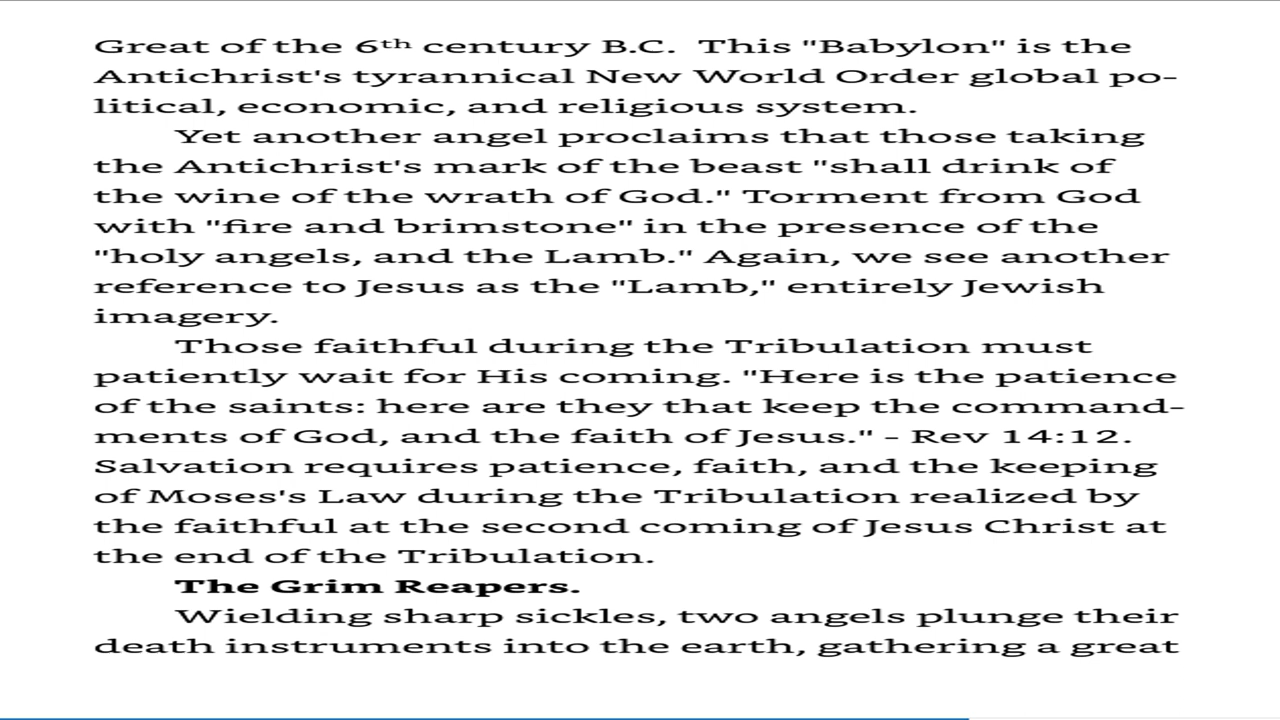 Great of the 6th century B.C.  This "Babylon" is the
Antichrist's tyrannical New World Order global po-
litical, economic, and religious system.
Yet another angel proclaims that those taking
the Antichrist's mark of the beast "shall drink of
the wine of the wrath of God." Torment from God
with "fire and brimstone" in the presence of the
"holy angels, and the Lamb." Again, we see another
reference to Jesus as the "Lamb," entirely Jewish
imagery.
Those faithful during the Tribulation must
patiently wait for His coming. "Here is the patience
of the saints: here are they that keep the command-
ments of God, and the faith of Jesus." - Rev 14:12.
Salvation requires patience, faith, and the keeping
of Moses's Law during the Tribulation realized by
the faithful at the second coming of Jesus Christ at
the end of the Tribulation.
The Grim Reapers.
Wielding sharp sickles, two angels plunge their
death instruments into the earth, gathering a great